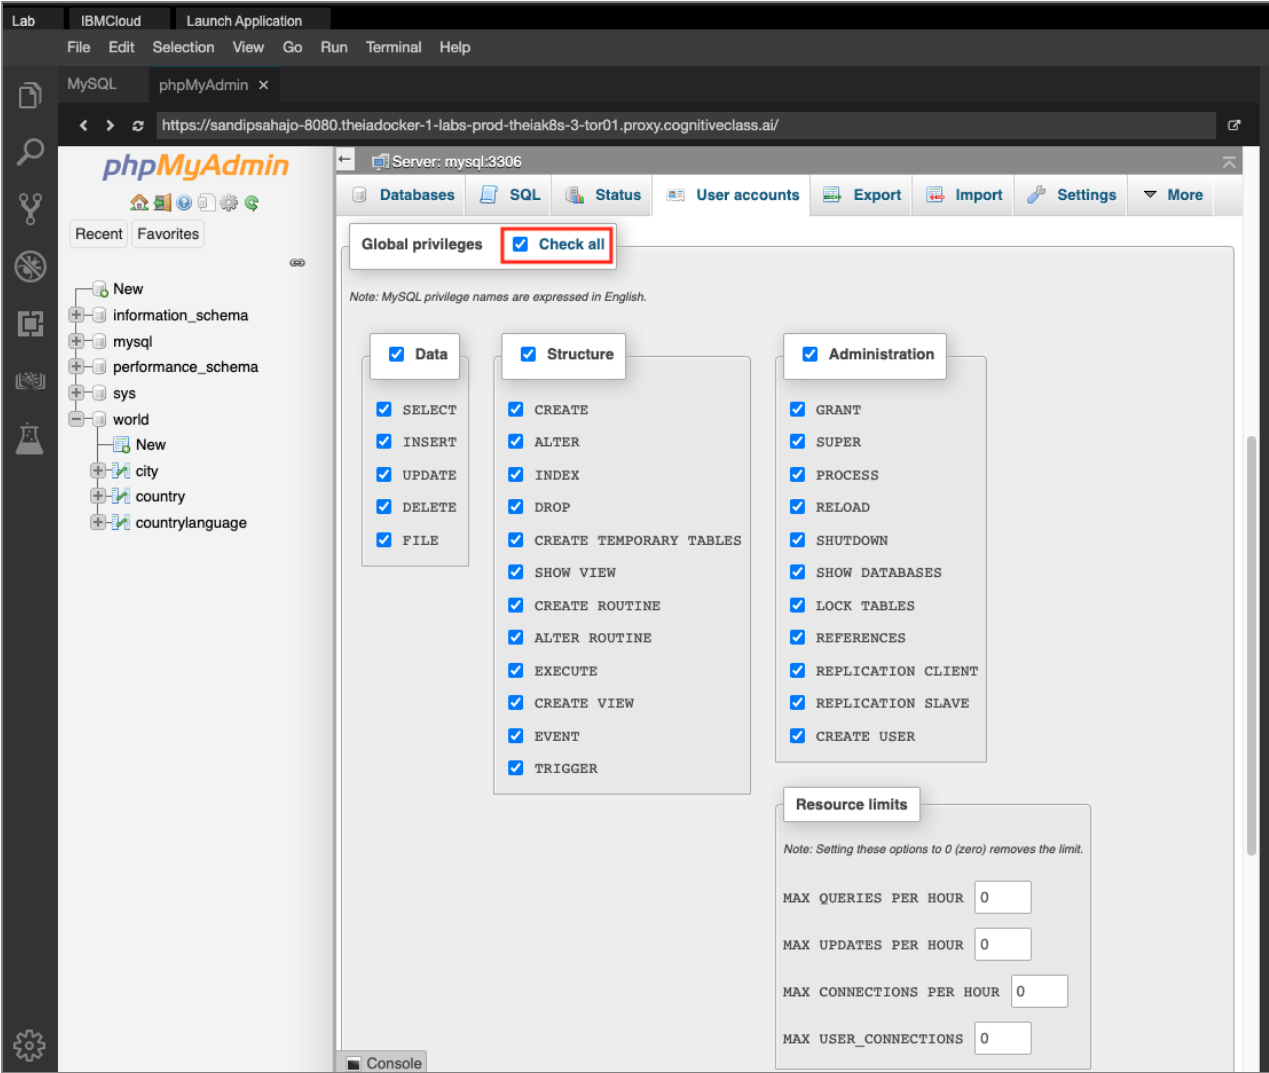 Lab IBMCloud Launch Application
File Edit Selection View Go Run Terminal Help
MySQL phpMyAdmin ×
https://sandipsahajo-8080.theiadocker-1-labs-prod-theiak8s-3-tor01.proxy.cognitiveclass.ai/
phpMyAdmin
Recent Favorites
New
information_schema
mysql
performance_schema
sys
world
New
city
country
countrylanguage
Server: mysql:3306
Databases SQL Status User accounts Export Import Settings More
Global privileges Check all
Note: MySQL privilege names are expressed in English.
Data
SELECT
INSERT
UPDATE
DELETE
FILE
Structure
CREATE
ALTER
INDEX
DROP
CREATE TEMPORARY TABLES
SHOW VIEW
CREATE ROUTINE
ALTER ROUTINE
EXECUTE
CREATE VIEW
EVENT
TRIGGER
Administration
GRANT
SUPER
PROCESS
RELOAD
SHUTDOWN
SHOW DATABASES
LOCK TABLES
REFERENCES
REPLICATION CLIENT
REPLICATION SLAVE
CREATE USER
Resource limits
Note: Setting these options to 0 (zero) removes the limit.
MAX QUERIES PER HOUR 0
MAX UPDATES PER HOUR 0
MAX CONNECTIONS PER HOUR 0
MAX USER_CONNECTIONS 0
Console